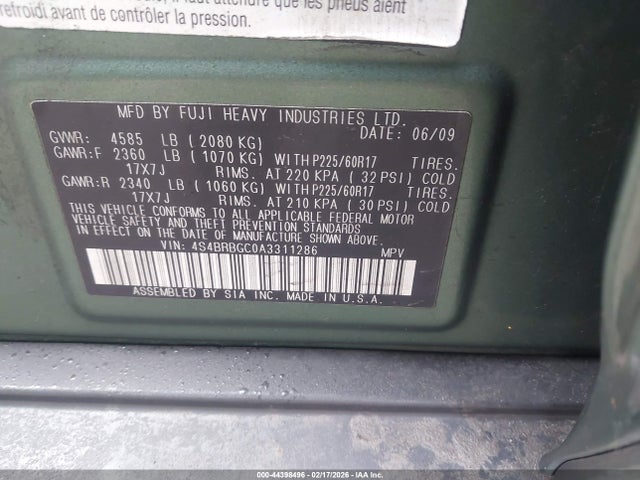 refroidi avant de contrôler la pression.
MFD BY FUJI HEAVY INDUSTRIES LTD.
DATE: 06/09
GVWR: 4585 LB ( 2080 KG)
GAWR:F 2360 LB ( 1070 KG) WITH P225/60R17 TIRES.
17X7J RIMS. AT 220 KPA ( 32 PSI) COLD
GAWR:R 2340 LB ( 1060 KG) WITH P225/60R17 TIRES.
17X7J RIMS. AT 210 KPA ( 30 PSI) COLD
THIS VEHICLE CONFORMS TO ALL APPLICABLE FEDERAL MOTOR
VEHICLE SAFETY AND THEFT PREVENTION STANDARDS
IN EFFECT ON THE DATE OF MANUFACTURE SHOWN ABOVE.
VIN: 4S4BRBGC0A3311286 MPV
ASSEMBLED BY SIA INC. MADE IN U.S.A.
000-44398496 - 02/17/2026 - IAA Corp.